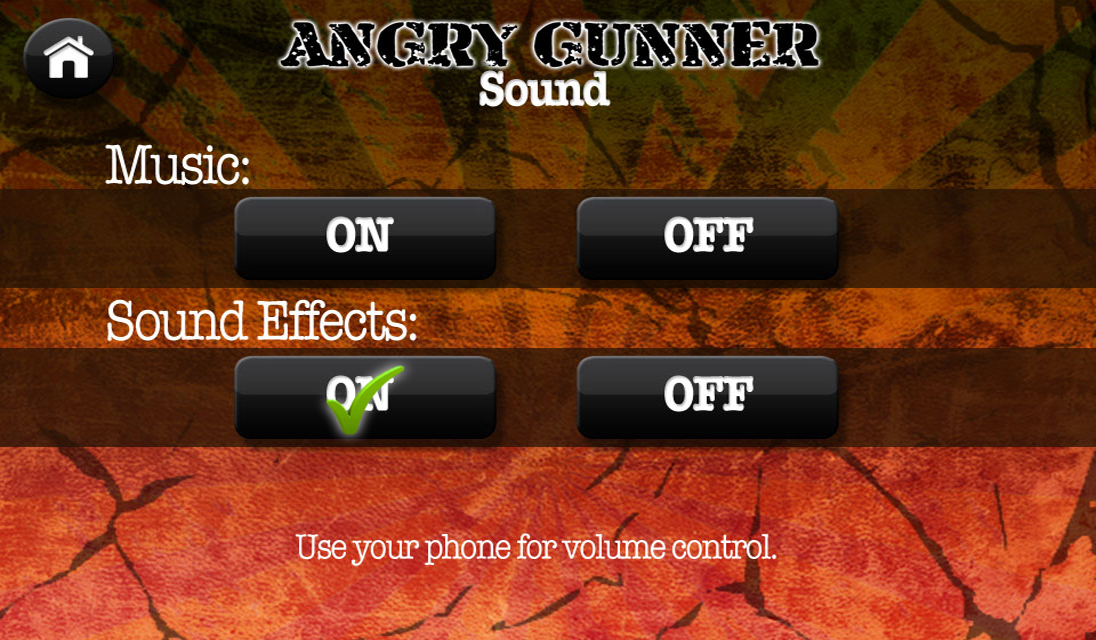 ANGRY GUNNER
Sound
Music:
ON OFF
Sound Effects:
ON OFF
Use your phone for volume control.